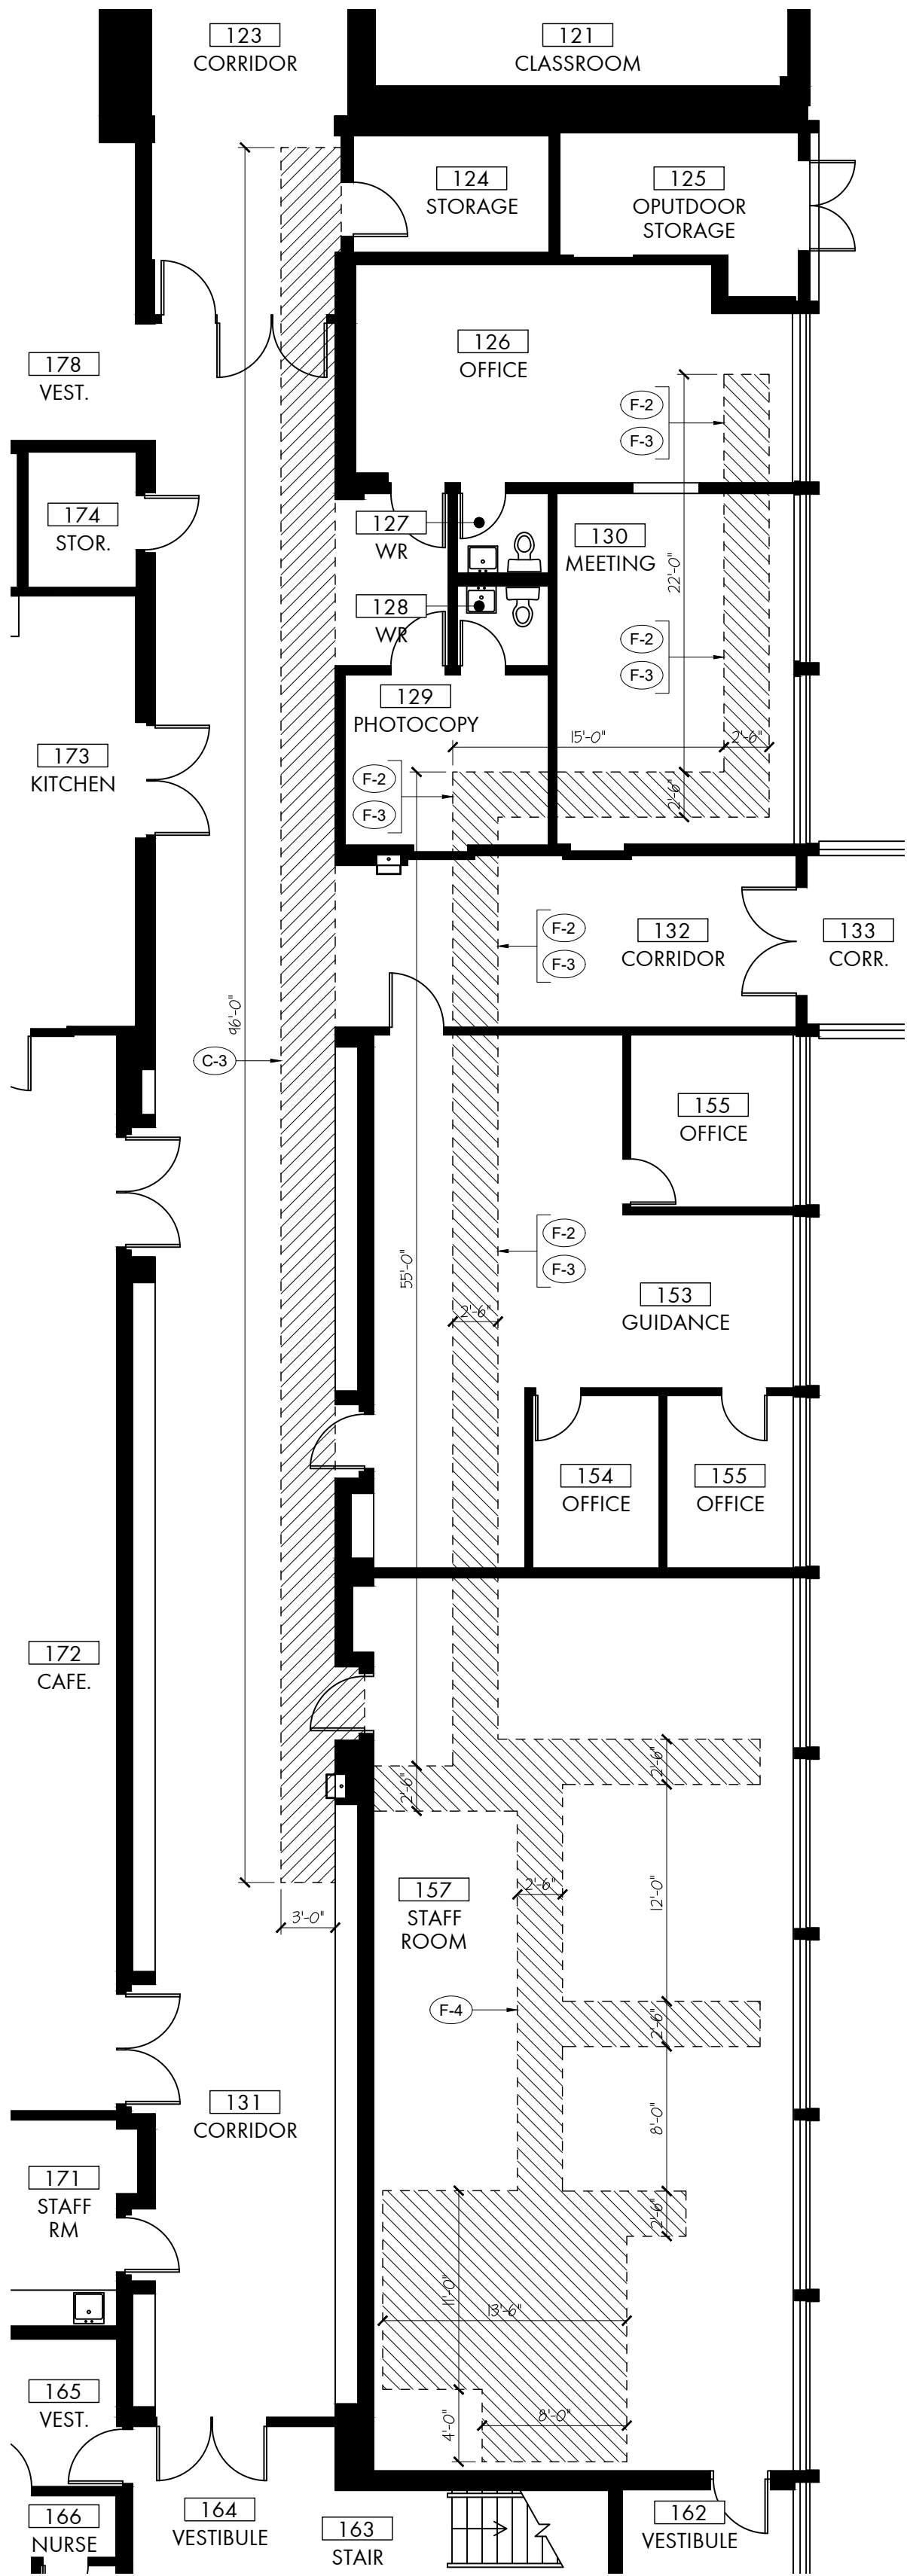 123
CORRIDOR
121
CLASSROOM
124
STORAGE
125
OPUTDOOR
STORAGE
126
OFFICE
178
VEST.
F-2
F-3
174
STOR.
127
WR
130
MEETING
22'-0"
128
WR
F-2
F-3
129
PHOTOCOPY
173
KITCHEN
15'-0"
2'-6"
F-2
F-3
2'-6"
F-2
F-3
132
CORRIDOR
133
CORR.
96'-0"
C-3
155
OFFICE
F-2
F-3
55'-0"
153
GUIDANCE
2'-6"
154
OFFICE
155
OFFICE
172
CAFE.
2'-6"
2'-6"
157
STAFF
ROOM
2'-6"
12'-0"
3'-0"
F-4
2'-6"
131
CORRIDOR
8'-0"
171
STAFF
RM
2'-6"
11'-0"
13'-6"
165
VEST.
4'-0"
8'-0"
166
NURSE
164
VESTIBULE
163
STAIR
162
VESTIBULE